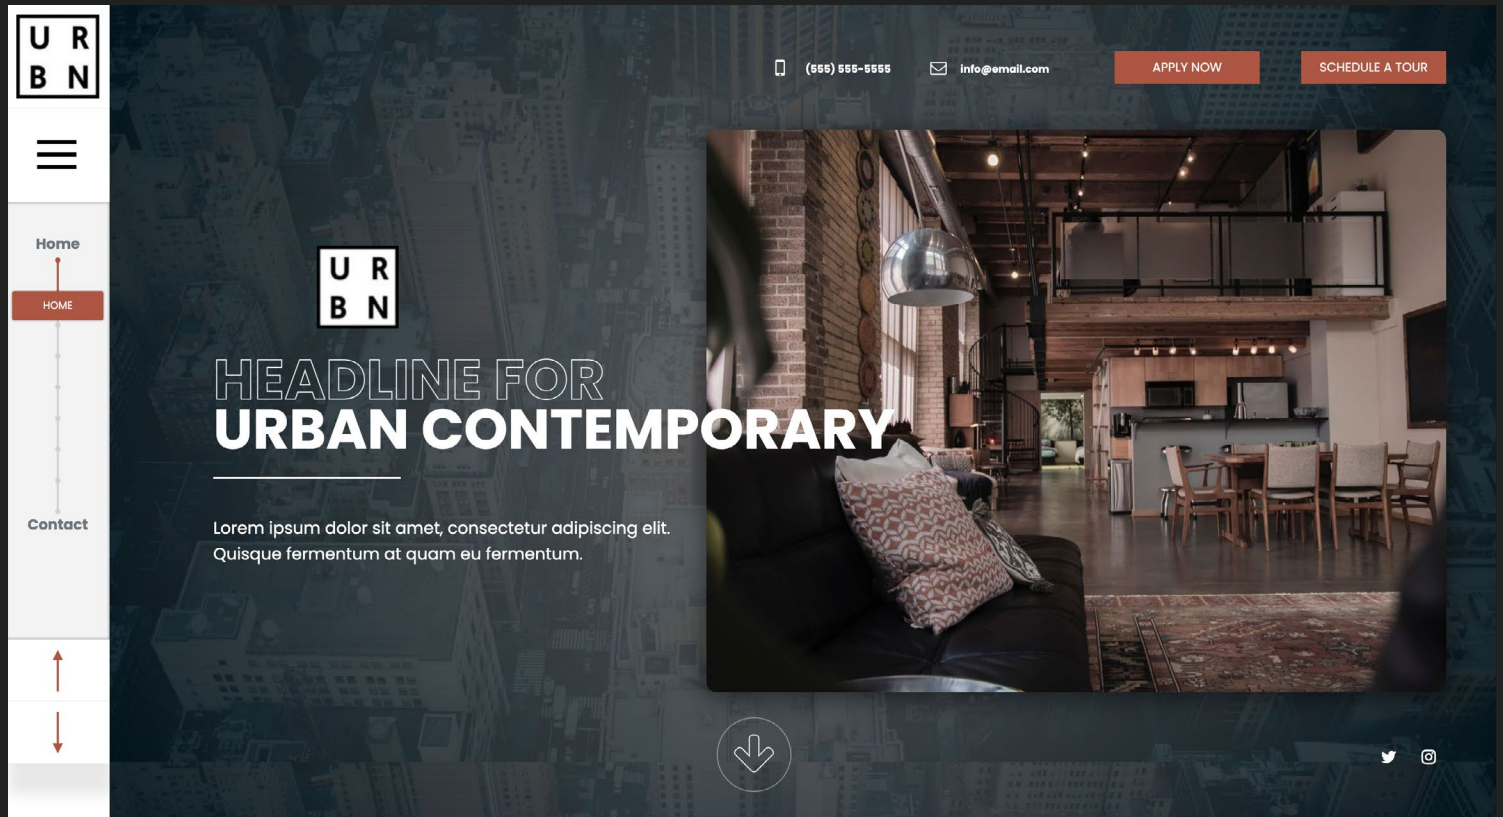 U R
B N
Home
HOME
Contact
(555) 555-5555
info@email.com
APPLY NOW
SCHEDULE A TOUR
U R
B N
HEADLINE FOR
URBAN CONTEMPORARY
Lorem ipsum dolor sit amet, consectetur adipiscing elit.
Quisque fermentum at quam eu fermentum.